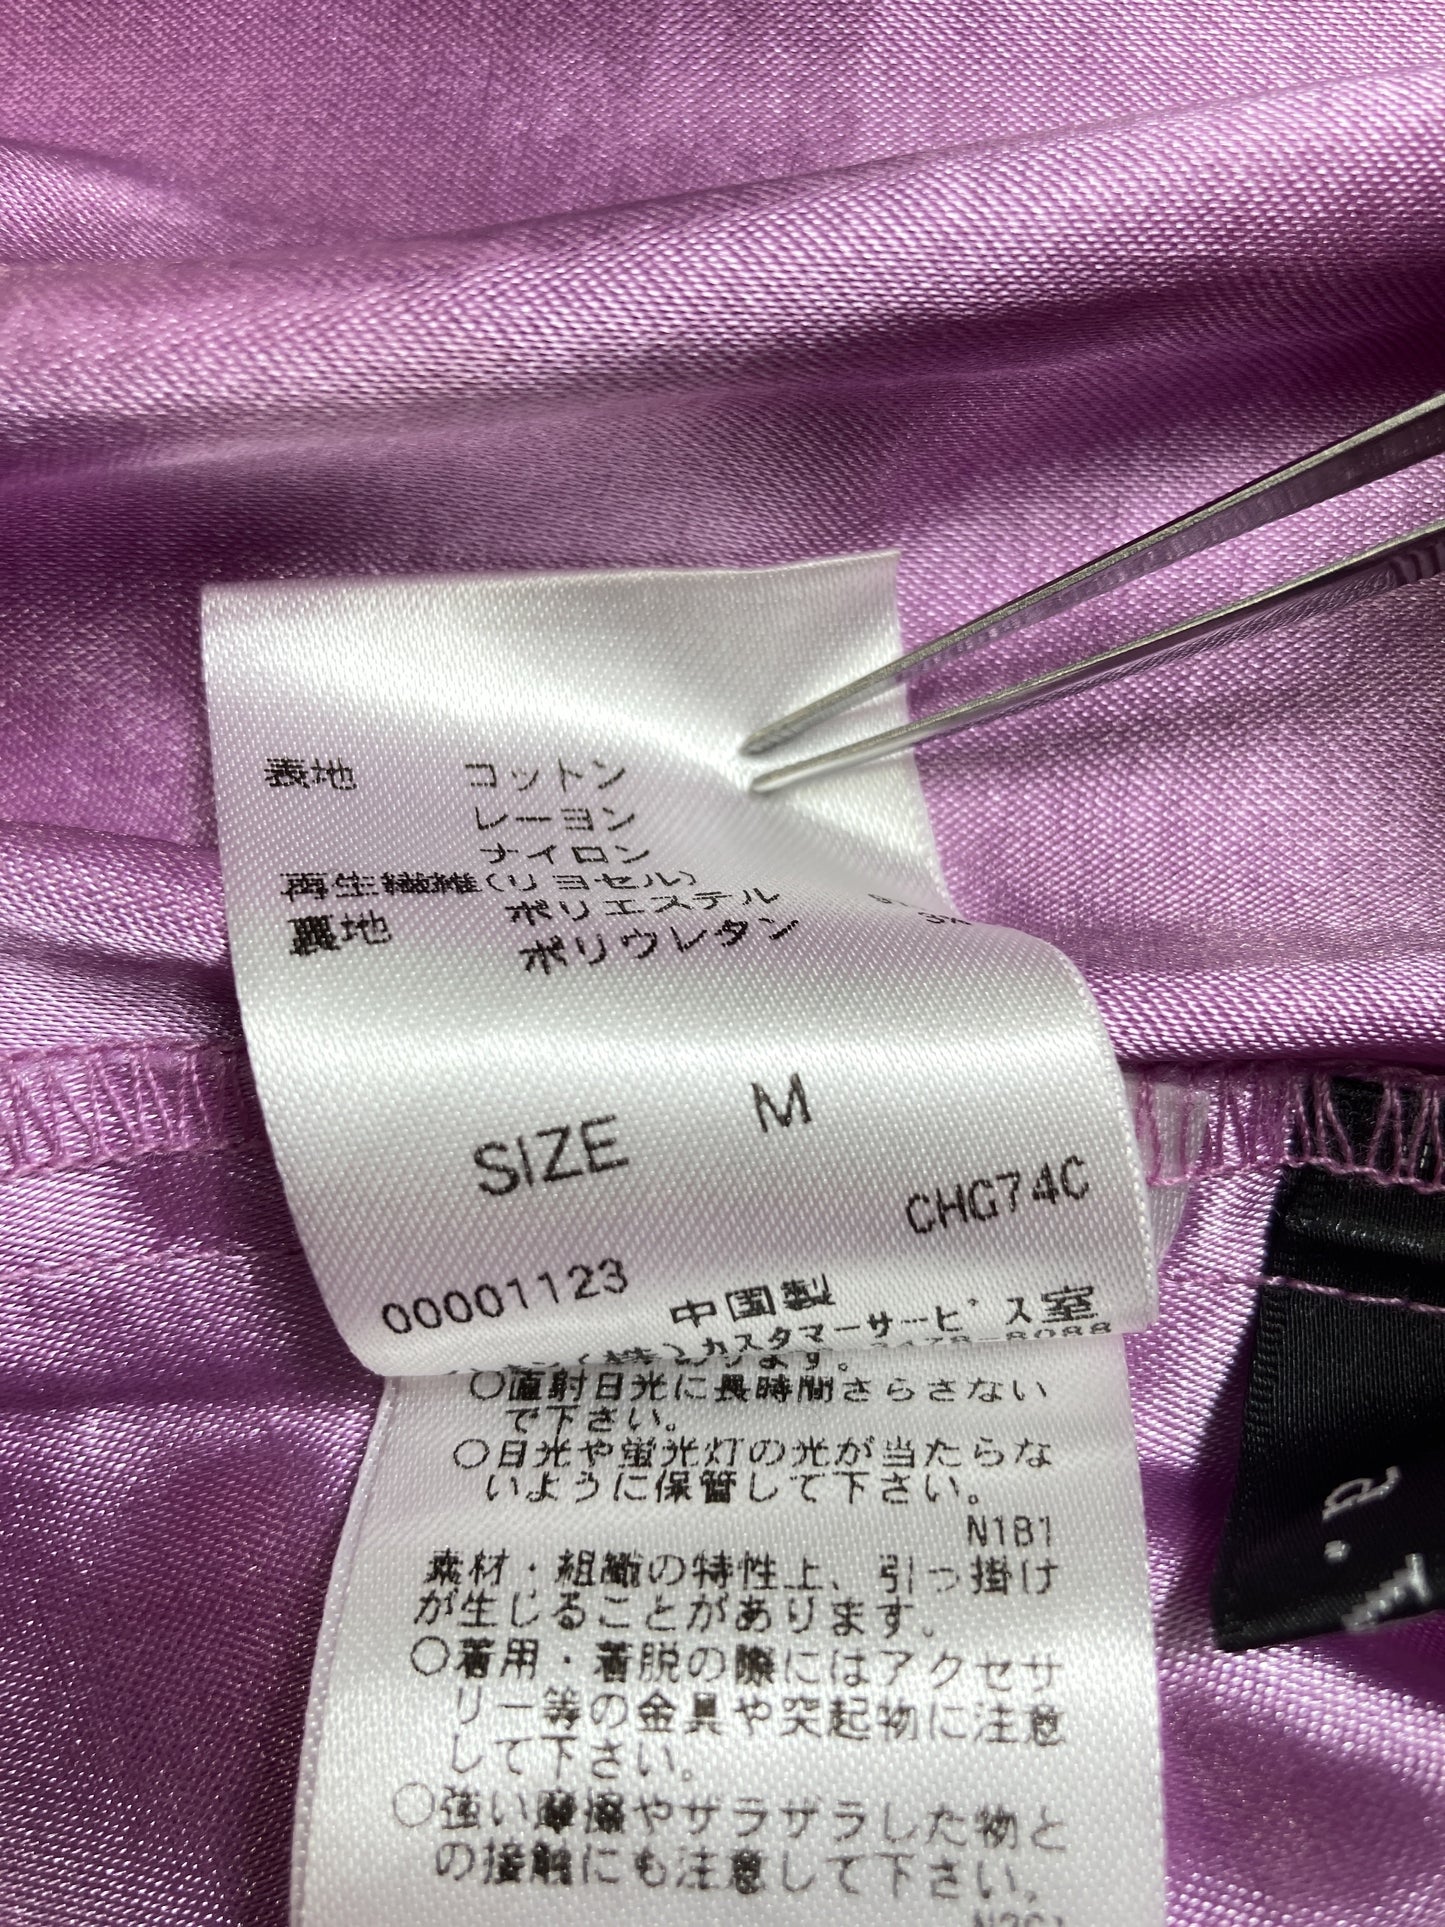 表地 コットン
レーヨン
ナイロン
再生繊維(リヨセル)
裏地 ポリエステル
ポリウレタン
SIZE M
CHG74C
00001123 中国製
(株)カスタマーサービス室
8088
ります。
○直射日光に長時間さらさない
で下さい。
○日光や蛍光灯の光が当たらな
いように保管して下さい。
N1B1
素材・組織の特性上、引っ掛け
が生じることがあります。
○着用・着脱の際にはアクセサ
リー等の金具や突起物に注意
して下さい。
○強い摩擦やザラザラした物と
の接触にも注意して下さい。